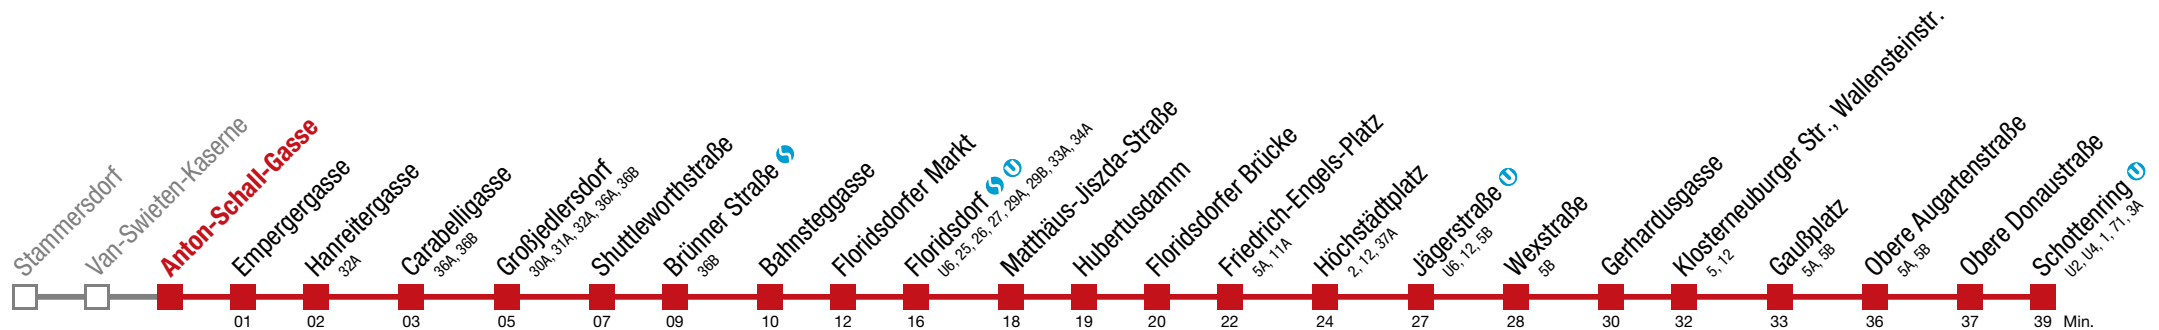 Stammersdorf
Van-Swieten-Kaserne
Anton-Schall-Gasse
Empergergasse
Hanreitergasse
32A
Carabelligasse
36A, 36B
Großjedlersdorf
30A, 31A, 32A, 36A, 36B
Shuttleworthstraße
Brünner Straße
36B
Bahnsteggasse
Floridsdorfer Markt
Floridsdorf
U6, 25, 26, 27, 29A, 29B, 33A, 34A
Matthäus-Jiszda-Straße
Hubertusdamm
Floridsdorfer Brücke
Friedrich-Engels-Platz
5A, 11A
Höchstädtplatz
2, 12, 37A
Jägerstraße U
U6, 12, 5B
Wexstraße
5B
Gerhardusgasse
Klosterneuburger Str., Wallensteinstr.
5, 12
Gaußplatz
5A, 5B
Obere Augartenstraße
5A, 5B
Obere Donaustraße
Schottenring U
U2, U4, 1, 71, 3A
01 02 03 05 07 09 10 12 16 18 19 20 22 24 27 28 30 32 33 36 37 39 Min.